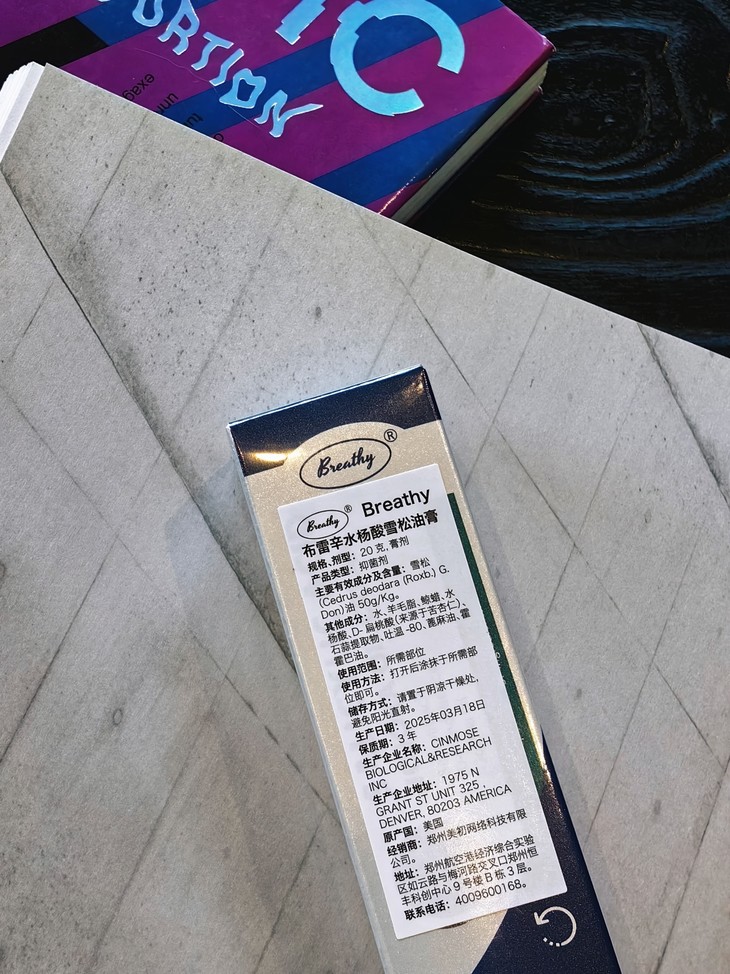 C
ORTION
exag
Breathy®
Breathy® Breathy
布雷辛水杨酸雪松油膏
规格、剂型：20 克，膏剂
产品类型：抑菌剂
主要有效成分及含量：雪松
(Cedrus deodara (Roxb.) G.
Don)油 50g/Kg。
其他成分：水、羊毛脂、鲸蜡、水
杨酸、D- 扁桃酸（来源于苦杏仁）、
石蒜提取物、吐温 -80、蓖麻油、霍
霍巴油。
使用范围：所需部位
使用方法：打开后涂抹于所需部
位即可。
储存方式：请置于阴凉干燥处，
避免阳光直射。
生产日期：2025年03月18日
保质期：3 年
生产企业名称：CINMOSE
BIOLOGICAL&RESEARCH
INC
生产企业地址：1975 N
GRANT ST UNIT 325 ,
DENVER, 80203 AMERICA
原产国：美国
经销商：郑州美初网络科技有限
公司。
地址：郑州航空港经济综合实验
区如云路与梅河路交叉口郑州恒
丰科创中心 9 号楼 B 栋 3 层。
联系电话：4009600168。